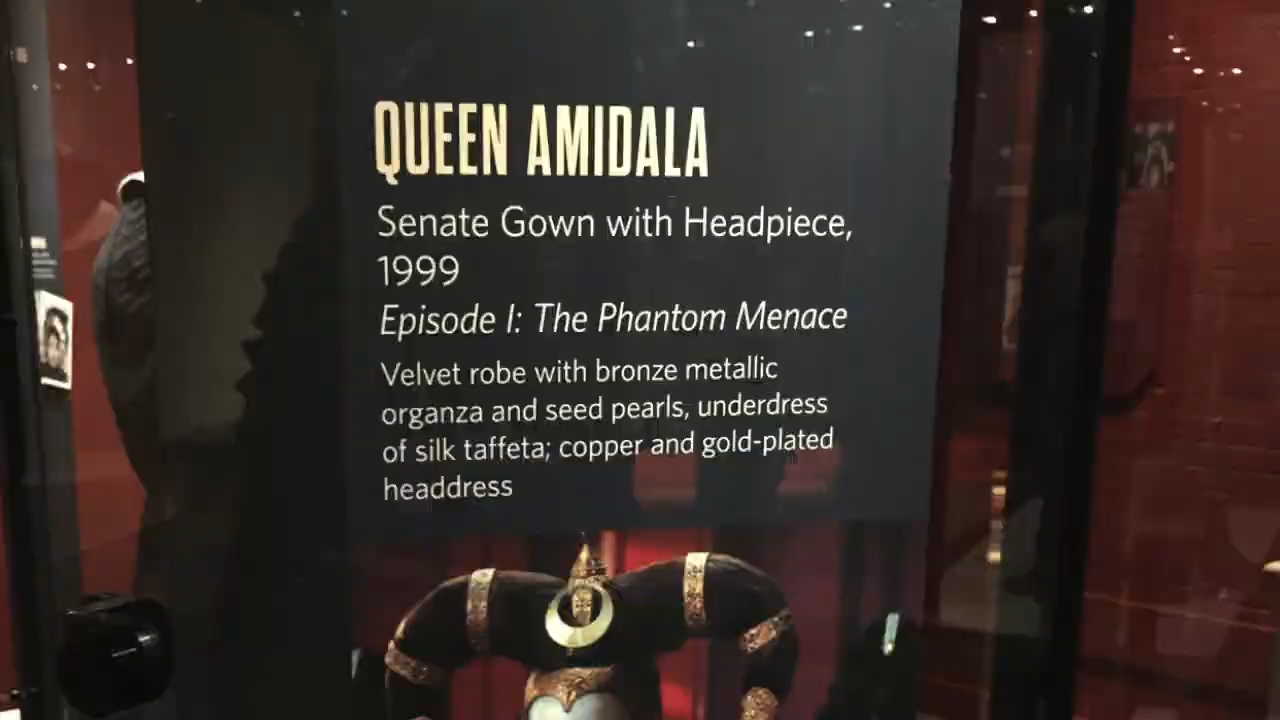 QUEEN AMIDALA
Senate Gown with Headpiece,
1999
Episode I: The Phantom Menace
Velvet robe with bronze metallic
organza and seed pearls, underdress
of silk taffeta; copper and gold-plated
headdress